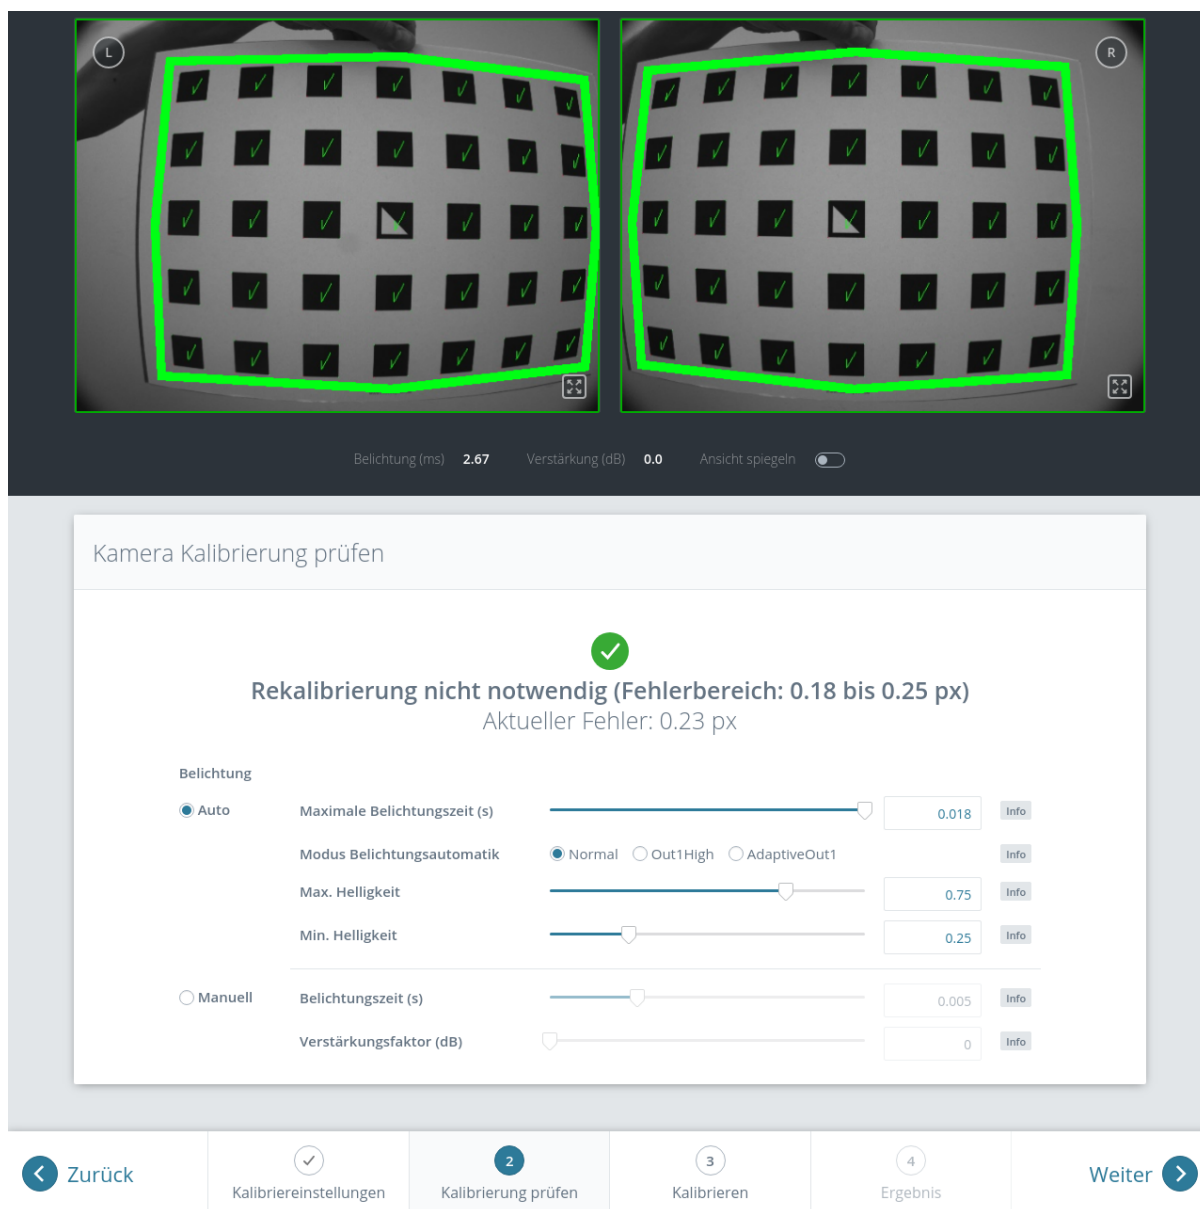 L
R
Belichtung (ms) 2.67 Verstärkung (dB) 0.0 Ansicht spiegeln
Kamera Kalibrierung prüfen
Rekalibrierung nicht notwendig (Fehlerbereich: 0.18 bis 0.25 px)
Aktueller Fehler: 0.23 px
Belichtung
Auto Maximale Belichtungszeit (s) 0.018 Info
Modus Belichtungsautomatik Normal Out1High AdaptiveOut1 Info
Max. Helligkeit 0.75 Info
Min. Helligkeit 0.25 Info
Manuell Belichtungszeit (s) 0.005 Info
Verstärkungsfaktor (dB) 0 Info
Zurück
Kalibriereinstellungen
2
Kalibrierung prüfen
3
Kalibrieren
4
Ergebnis
Weiter